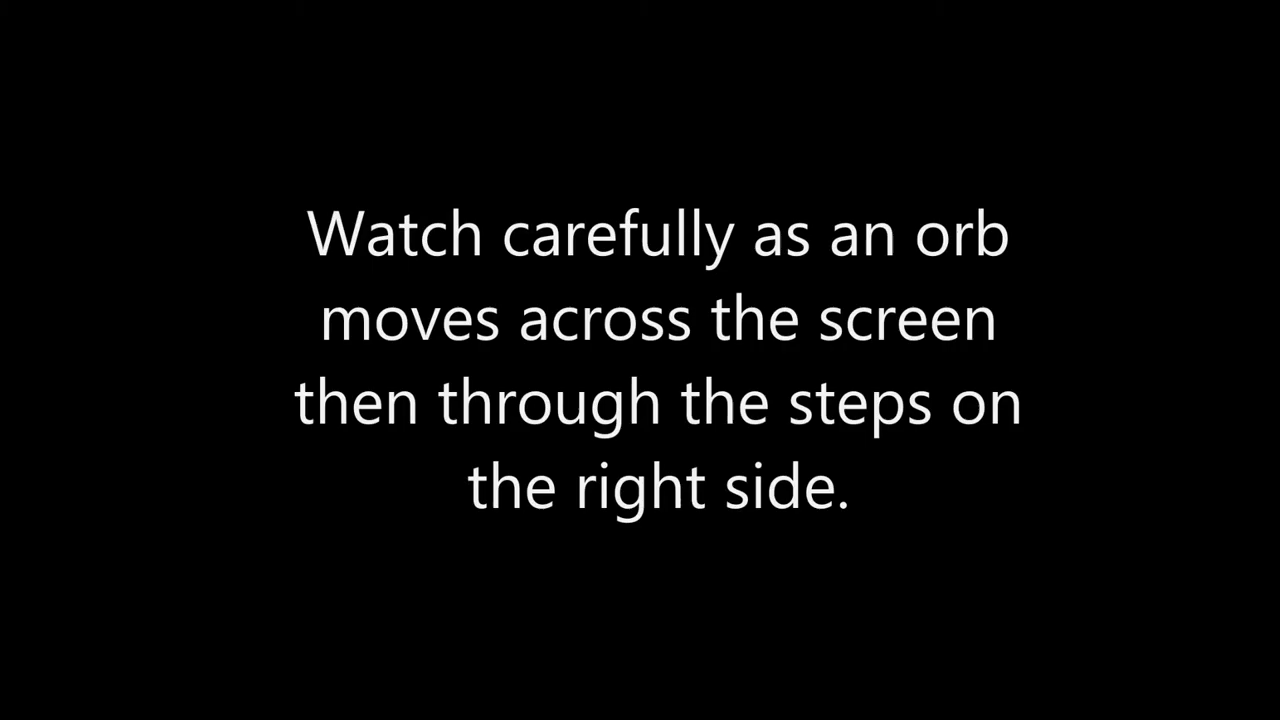 Watch carefully as an orb
moves across the screen
then through the steps on
the right side.